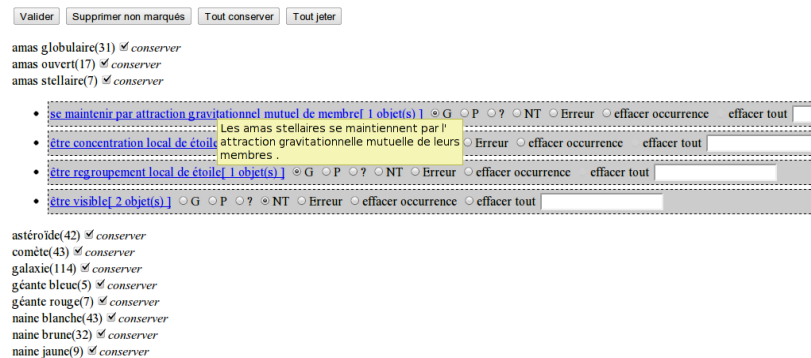 Valider Supprimer non marqués Tout conserver Tout jeter
amas globulaire(31) conserver
amas ouvert(17) conserver
amas stellaire(7) conserver
se maintenir par attraction gravitationnel mutuel de membre[ 1 objet(s) ] G P ? NT Erreur effacer occurrence effacer tout
Les amas stellaires se maintiennent par l'
attraction gravitationnelle mutuelle de leurs
membres .
être concentration local de étoile Erreur effacer occurrence effacer tout
être regroupement local de étoile[ 1 objet(s) ] G P ? NT Erreur effacer occurrence effacer tout
être visible[ 2 objet(s) ] G P ? NT Erreur effacer occurrence effacer tout
astéroïde(42) conserver
comète(43) conserver
galaxie(114) conserver
géante bleue(5) conserver
géante rouge(7) conserver
naine blanche(43) conserver
naine brune(32) conserver
naine jaune(9) conserver